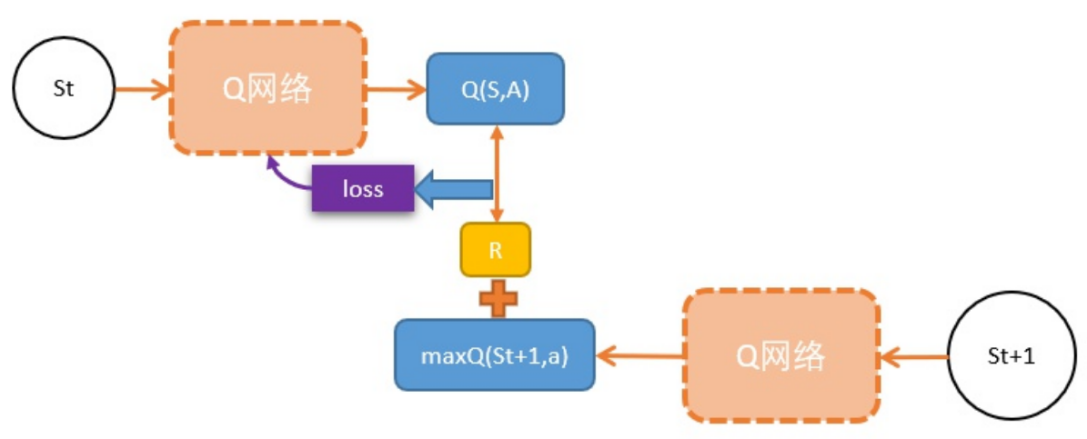 St
Q网络
Q(S,A)
loss
R
maxQ(St+1,a)
Q网络
St+1